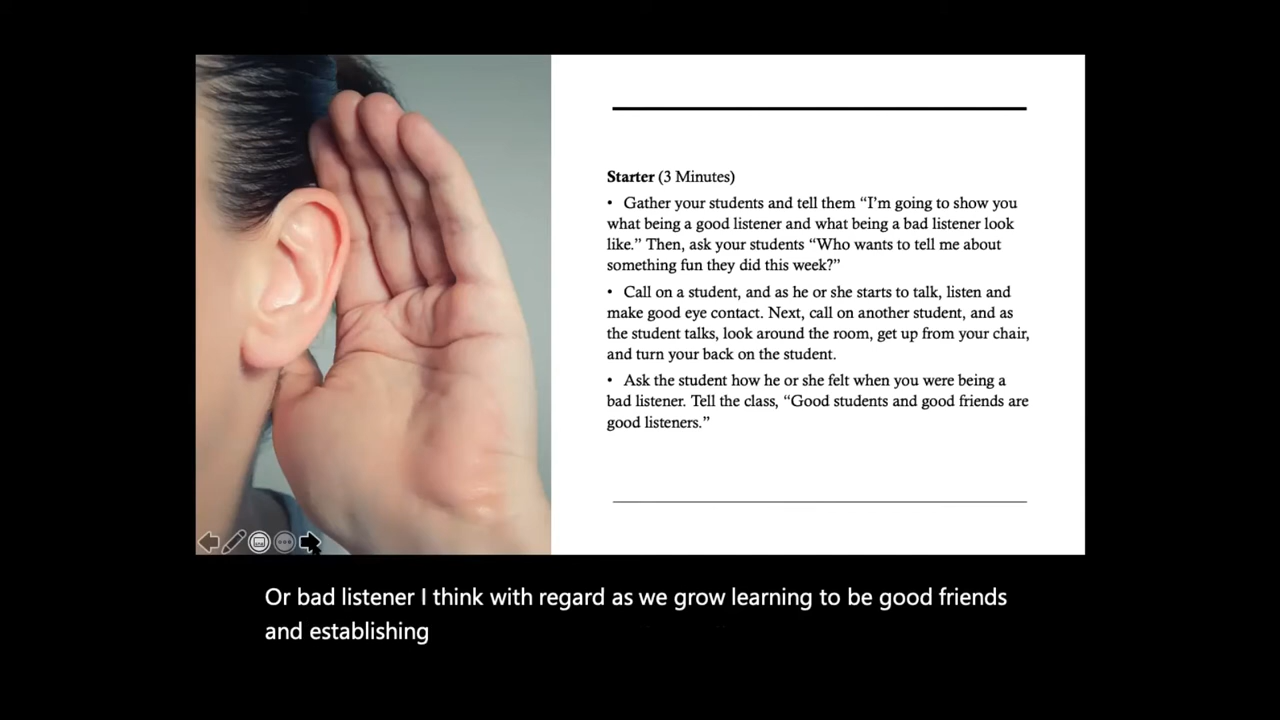 Starter (3 Minutes)
• Gather your students and tell them “I’m going to show you
what being a good listener and what being a bad listener look
like.” Then, ask your students “Who wants to tell me about
something fun they did this week?”
• Call on a student, and as he or she starts to talk, listen and
make good eye contact. Next, call on another student, and as
the student talks, look around the room, get up from your chair,
and turn your back on the student.
• Ask the student how he or she felt when you were being a
bad listener. Tell the class, “Good students and good friends are
good listeners.”
Or bad listener I think with regard as we grow learning to be good friends
and establishing